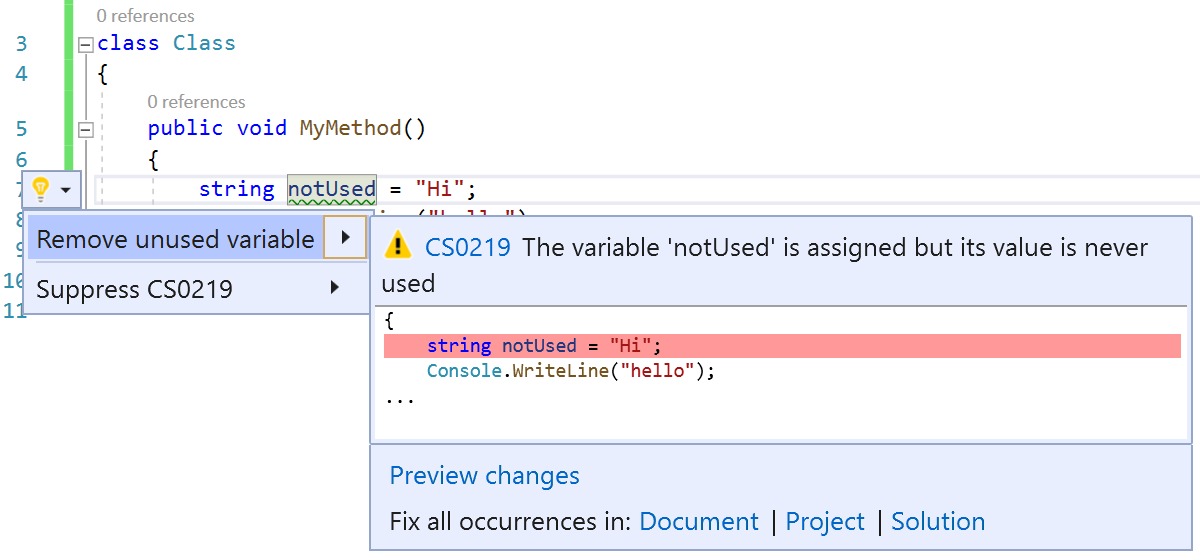 0 references
3 class Class
4 {
0 references
5 public void MyMethod()
6 {
7 string notUsed = "Hi";
8
9
10
11
Remove unused variable
Suppress CS0219
CS0219 The variable 'notUsed' is assigned but its value is never
used
{
string notUsed = "Hi";
Console.WriteLine("hello");
...
Preview changes
Fix all occurrences in: Document | Project | Solution